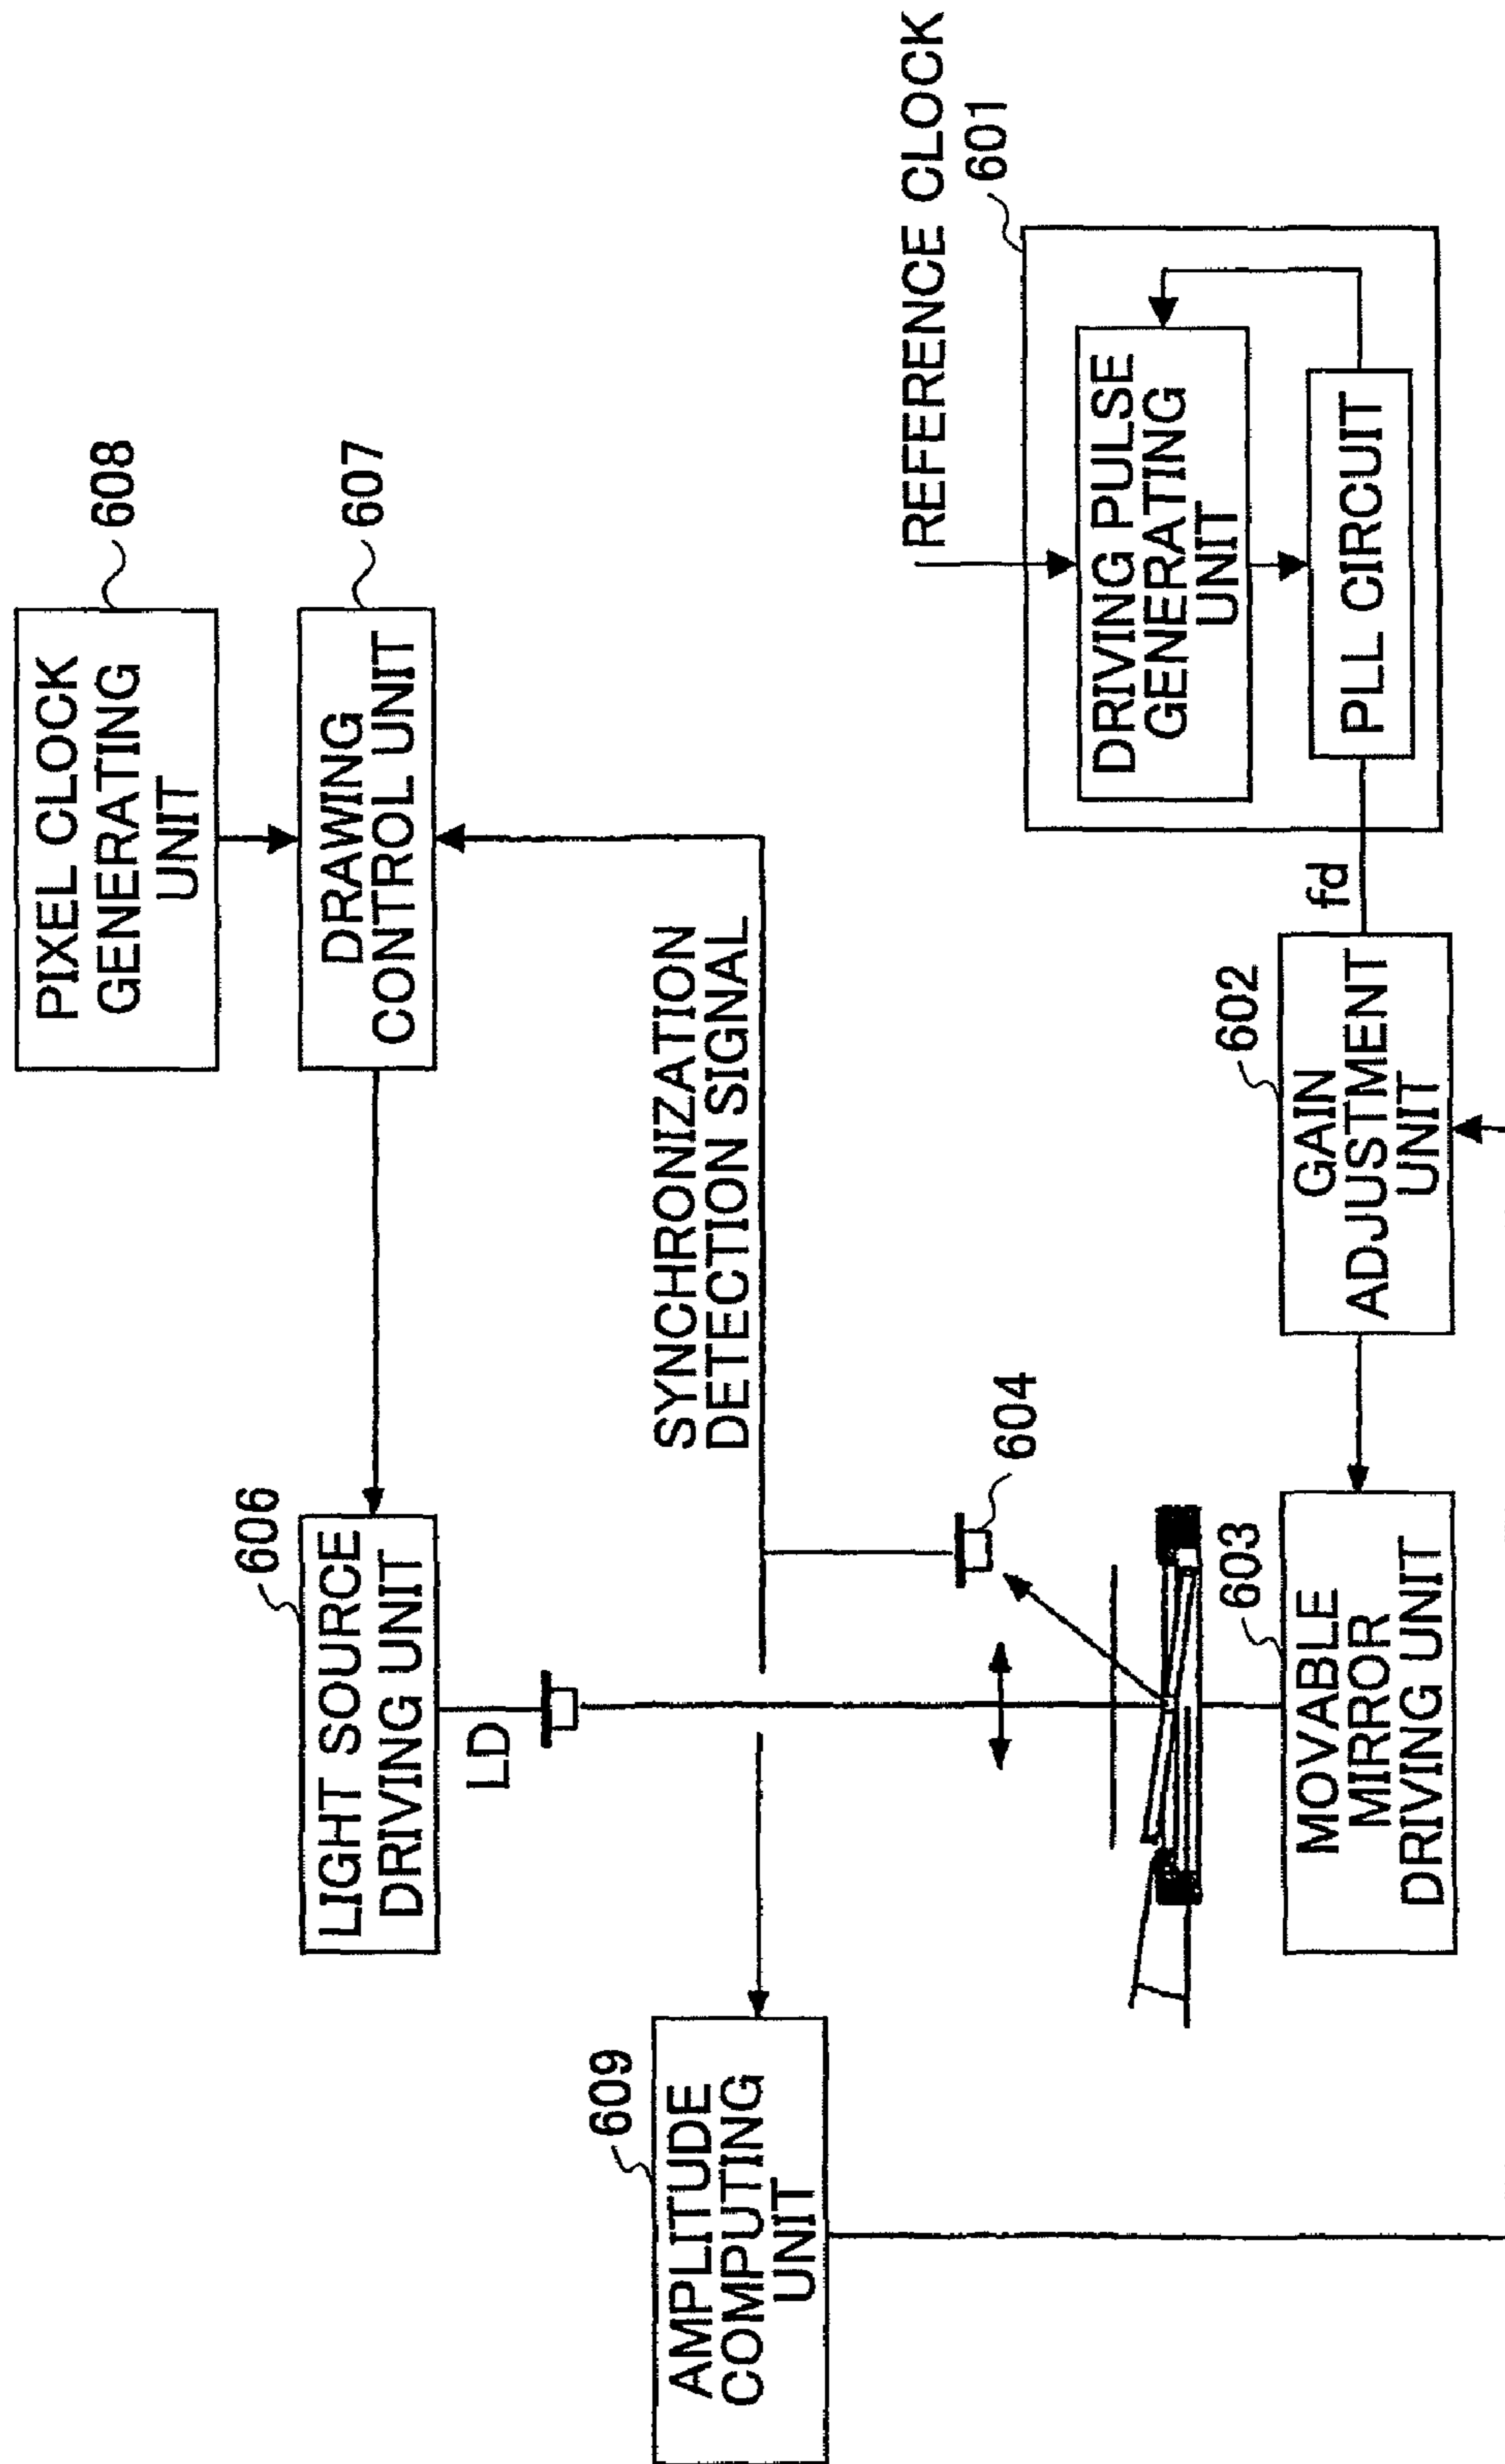 PIXEL CLOCK
GENERATING
UNIT
608
DRAWING
CONTROL UNIT
607
606
LIGHT SOURCE
DRIVING UNIT
LD
SYNCHRONIZATION
DETECTION SIGNAL
609
AMPLITUDE
COMPUTING
UNIT
604
REFERENCE CLOCK
601
DRIVING PULSE
GENERATING
UNIT
PLL CIRCUIT
fd
602
GAIN
ADJUSTMENT
UNIT
603
MOVABLE
MIRROR
DRIVING UNIT